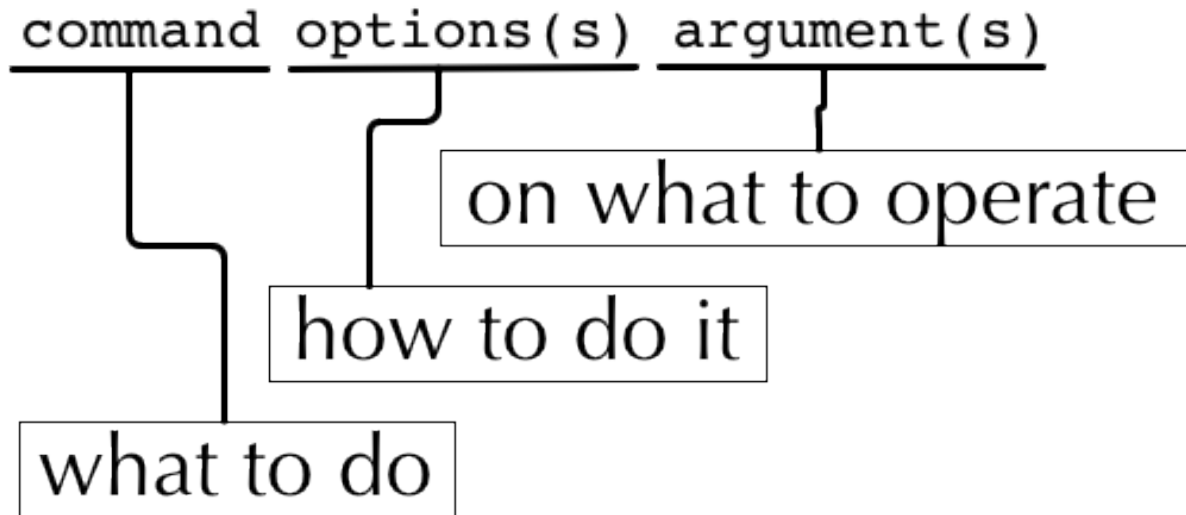 command options(s) argument(s)
on what to operate
how to do it
what to do